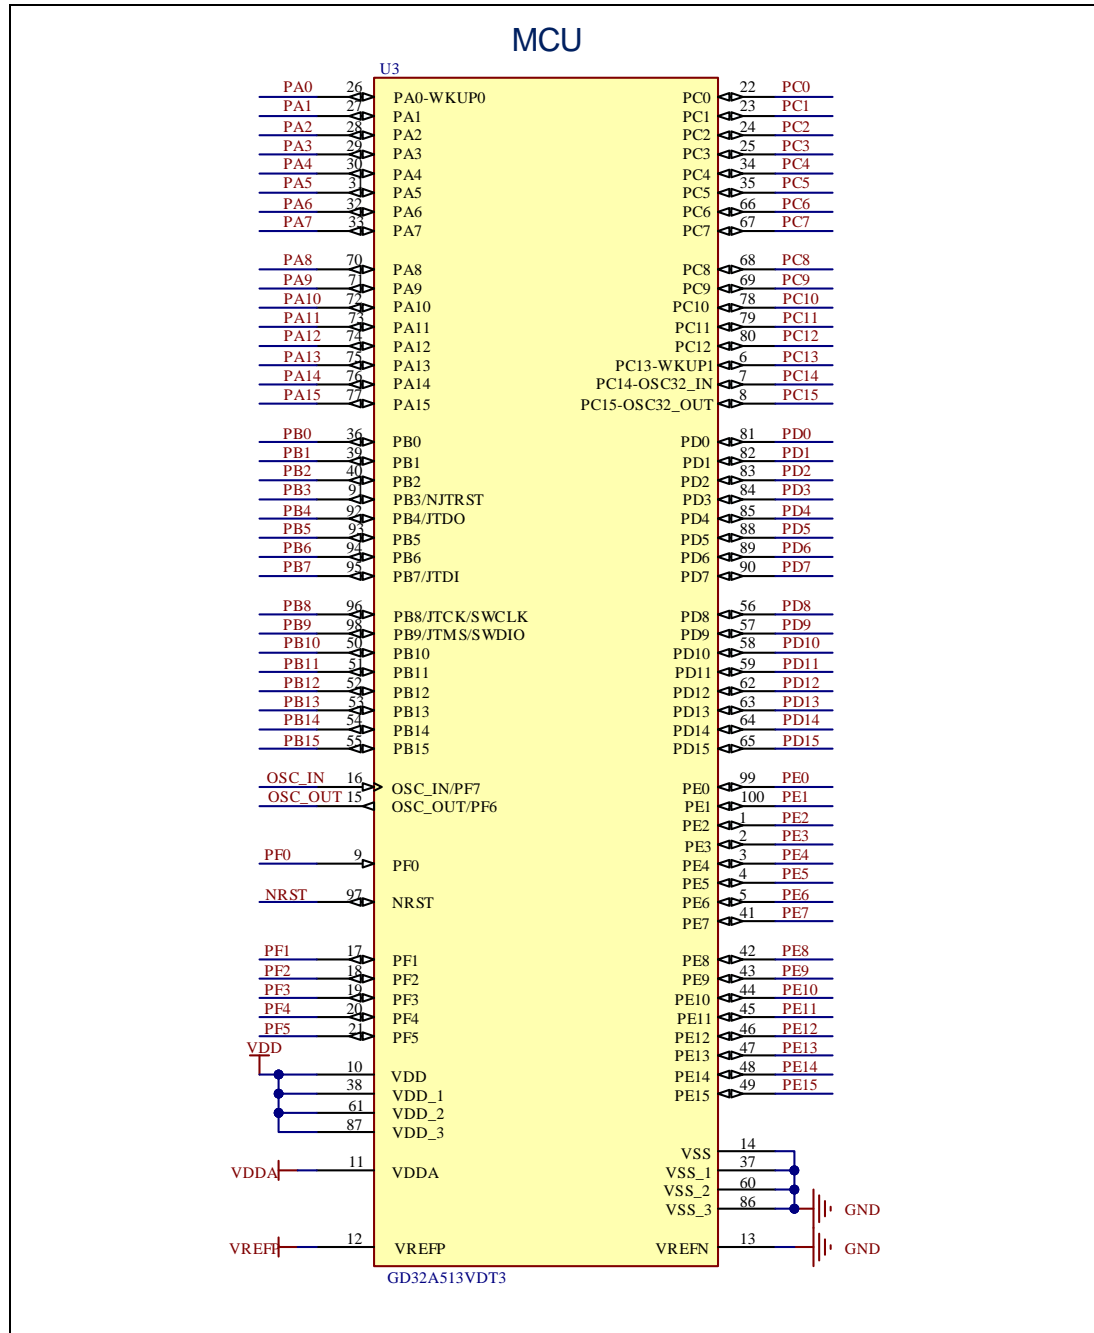 MCU
U3
PA0 26 PA0-WKUP0 PC0 22 PC0
PA1 27 PA1 PC1 23 PC1
PA2 28 PA2 PC2 24 PC2
PA3 29 PA3 PC3 25 PC3
PA4 30 PA4 PC4 34 PC4
PA5 31 PA5 PC5 35 PC5
PA6 32 PA6 PC6 66 PC6
PA7 33 PA7 PC7 67 PC7
PA8 70 PA8 PC8 68 PC8
PA9 71 PA9 PC9 69 PC9
PA10 72 PA10 PC10 78 PC10
PA11 73 PA11 PC11 79 PC11
PA12 74 PA12 PC12 80 PC12
PA13 75 PA13 PC13-WKUP1 6 PC13
PA14 76 PA14 PC14-OSC32_IN 7 PC14
PA15 77 PA15 PC15-OSC32_OUT 8 PC15
PB0 36 PB0 PD0 81 PD0
PB1 39 PB1 PD1 82 PD1
PB2 40 PB2 PD2 83 PD2
PB3 91 PB3/NJTRST PD3 84 PD3
PB4 92 PB4/JTDO PD4 85 PD4
PB5 93 PB5 PD5 88 PD5
PB6 94 PB6 PD6 89 PD6
PB7 95 PB7/JTDI PD7 90 PD7
PB8 96 PB8/JTCK/SWCLK PD8 56 PD8
PB9 98 PB9/JTMS/SWDIO PD9 57 PD9
PB10 50 PB10 PD10 58 PD10
PB11 51 PB11 PD11 59 PD11
PB12 52 PB12 PD12 62 PD12
PB13 53 PB13 PD13 63 PD13
PB14 54 PB14 PD14 64 PD14
PB15 55 PB15 PD15 65 PD15
OSC_IN 16 OSC_IN/PF7 PE0 99 PE0
OSC_OUT 15 OSC_OUT/PF6 PE1 100 PE1
PE2 1 PE2
PE3 2 PE3
PF0 9 PF0 PE4 3 PE4
PE5 4 PE5
NRST 97 NRST PE6 5 PE6
PE7 41 PE7
PF1 17 PF1 PE8 42 PE8
PF2 18 PF2 PE9 43 PE9
PF3 19 PF3 PE10 44 PE10
PF4 20 PF4 PE11 45 PE11
PF5 21 PF5 PE12 46 PE12
VDD PE13 47 PE13
10 VDD PE14 48 PE14
38 VDD_1 PE15 49 PE15
61 VDD_2
87 VDD_3
VSS 14
VDDA 11 VDDA VSS_1 37
VSS_2 60
VSS_3 86 GND
VREFP 12 VREFP VREFN 13 GND
GD32A513VDT3